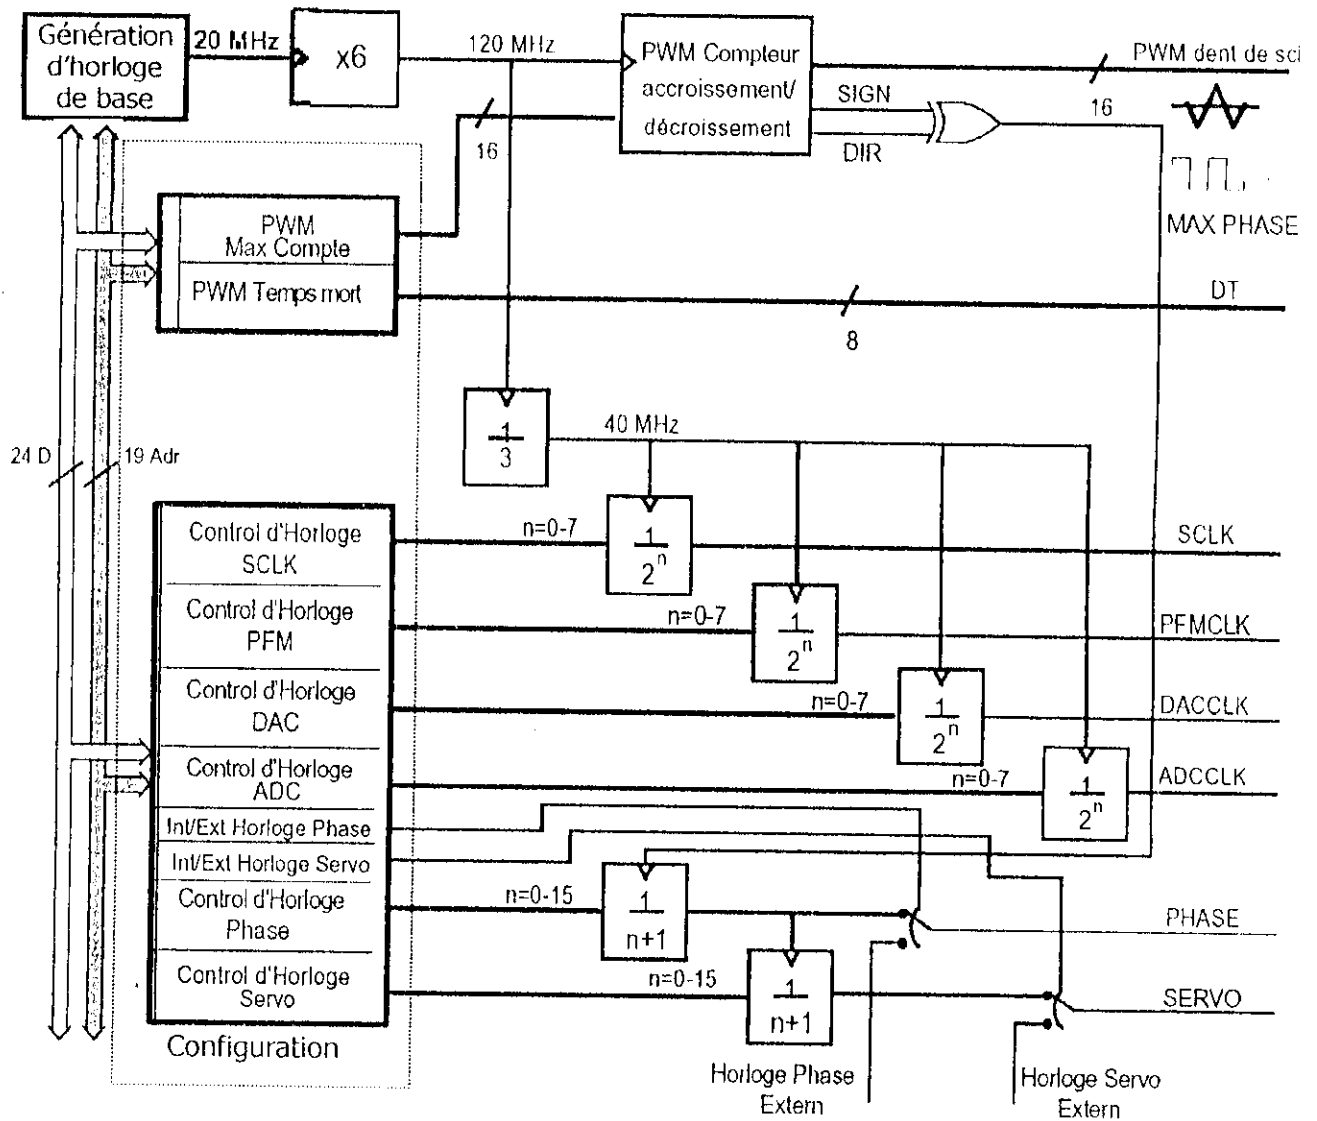 Génération
d'horloge
de base
20 MHz
x6
120 MHz
PWM Compteur
accroissement/
décroissement
SIGN
DIR
PWM dent de sci
16
16
MAX PHASE
PWM
Max Compte
PWM Temps mort
DT
8
1
3
40 MHz
24 D
19 Adr
Control d'Horloge
SCLK
n=0-7
1
2^n
SCLK
Control d'Horloge
PFM
n=0-7
1
2^n
PFMCLK
Control d'Horloge
DAC
n=0-7
1
2^n
DACCLK
Control d'Horloge
ADC
n=0-7
1
2^n
ADCCLK
Int/Ext Horloge Phase
Int/Ext Horloge Servo
Control d'Horloge
Phase
n=0-15
1
n+1
PHASE
Control d'Horloge
Servo
n=0-15
1
n+1
SERVO
Configuration
Horloge Phase
Extern
Horloge Servo
Extern